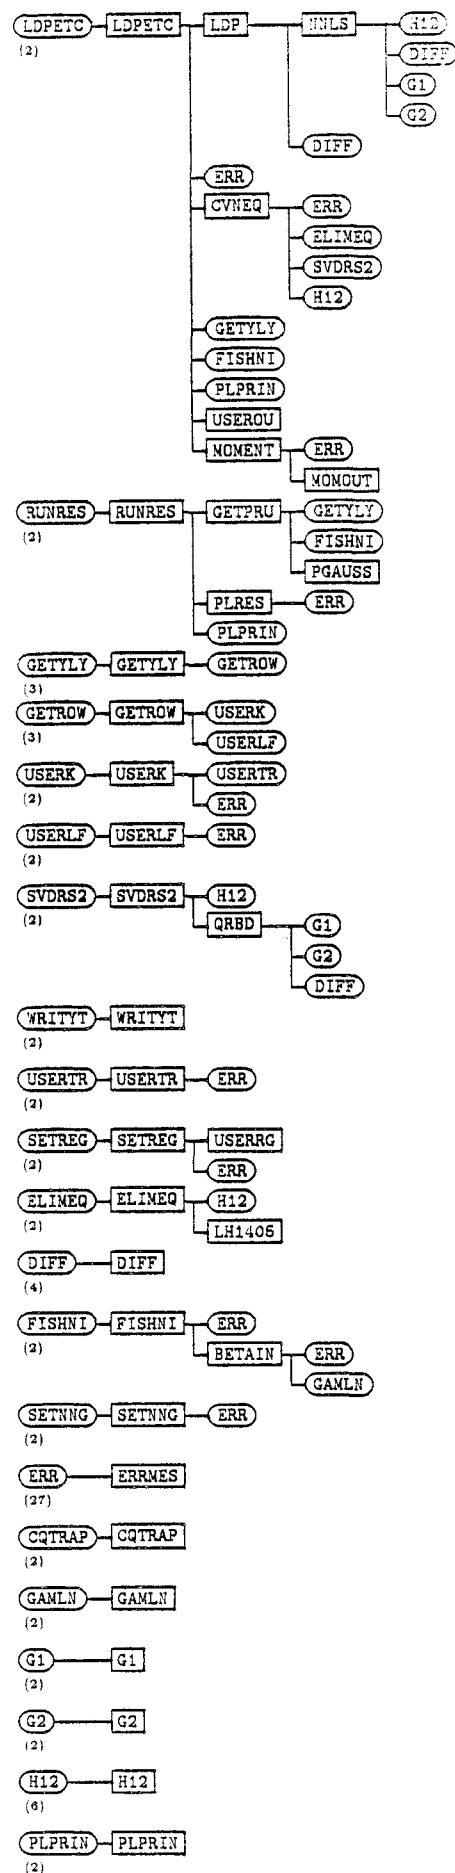 LDPETC LDPETC LDP NNLS H12
(2) DIFF
G1
G2
DIFF
ERR
CVNEQ ERR
ELIMEQ
SVDRS2
H12
GETYLY
FISHNI
PLPRIN
USEROU
MOMENT ERR
MOMOUT
RUNRES RUNRES GETPRU GETYLY
(2) FISHNI
PGAUSS
PLRES ERR
PLPRIN
GETYLY GETYLY GETROW
(3)
GETROW GETROW USERK
(3) USERLF
USERK USERK USERTR
(2) ERR
USERLF USERLF ERR
(2)
SVDRS2 SVDRS2 H12
(2) QRBD G1
G2
DIFF
WRITYT WRITYT
(2)
USERTR USERTR ERR
(2)
SETREG SETREG USERRG
(2) ERR
ELIMEQ ELIMEQ H12
(2) LH1405
DIFF DIFF
(4)
FISHNI FISHNI ERR
(2) BETAIN ERR
GAMLN
SETNNG SETNNG ERR
(2)
ERR ERRMES
(27)
CQTRAP CQTRAP
(2)
GAMLN GAMLN
(2)
G1 G1
(2)
G2 G2
(2)
H12 H12
(6)
PLPRIN PLPRIN
(2)